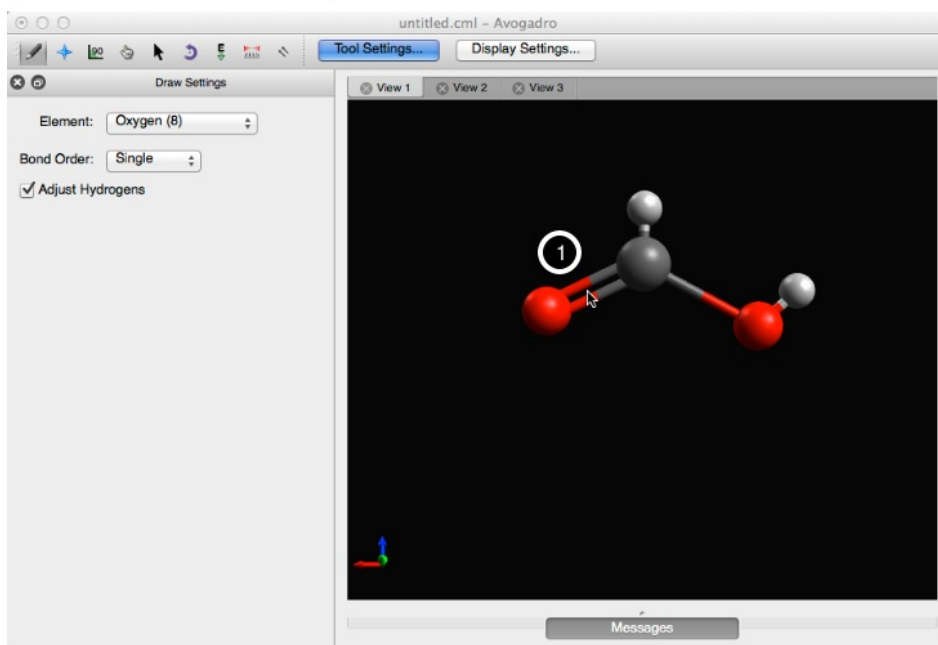 untitled.cml – Avogadro
Tool Settings... Display Settings...
Draw Settings
View 1 View 2 View 3
Element: Oxygen (8)
Bond Order: Single
Adjust Hydrogens
1
Messages